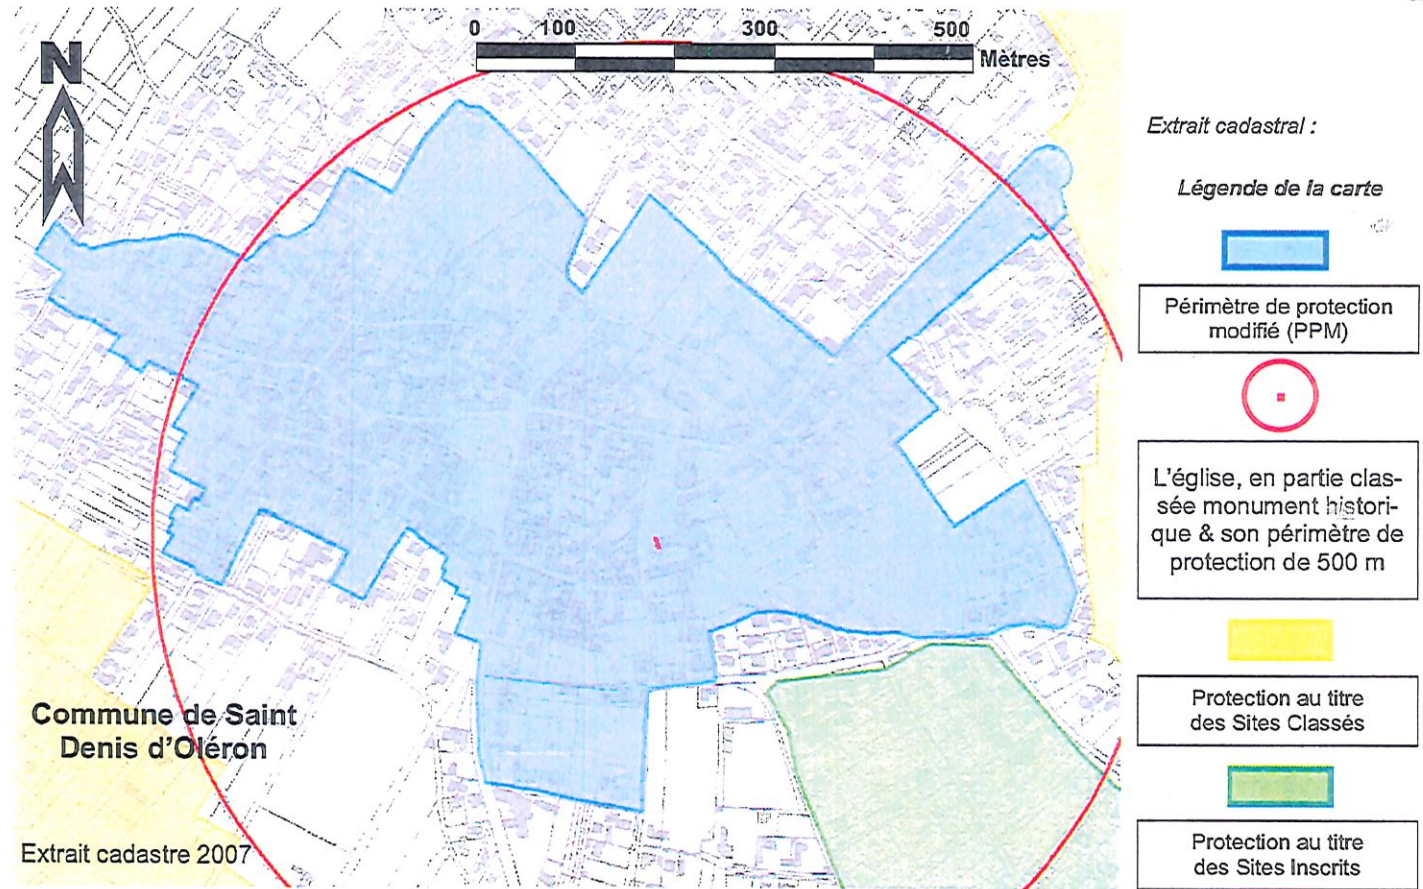 N
0 100 300 500
Mètres
Extrait cadastral :
Légende de la carte
Périmètre de protection
modifié (PPM)
L'église, en partie clas-
sée monument histori-
que & son périmètre de
protection de 500 m
Protection au titre
des Sites Classés
Protection au titre
des Sites Inscrits
Commune de Saint
Denis d'Oléron
Extrait cadastre 2007